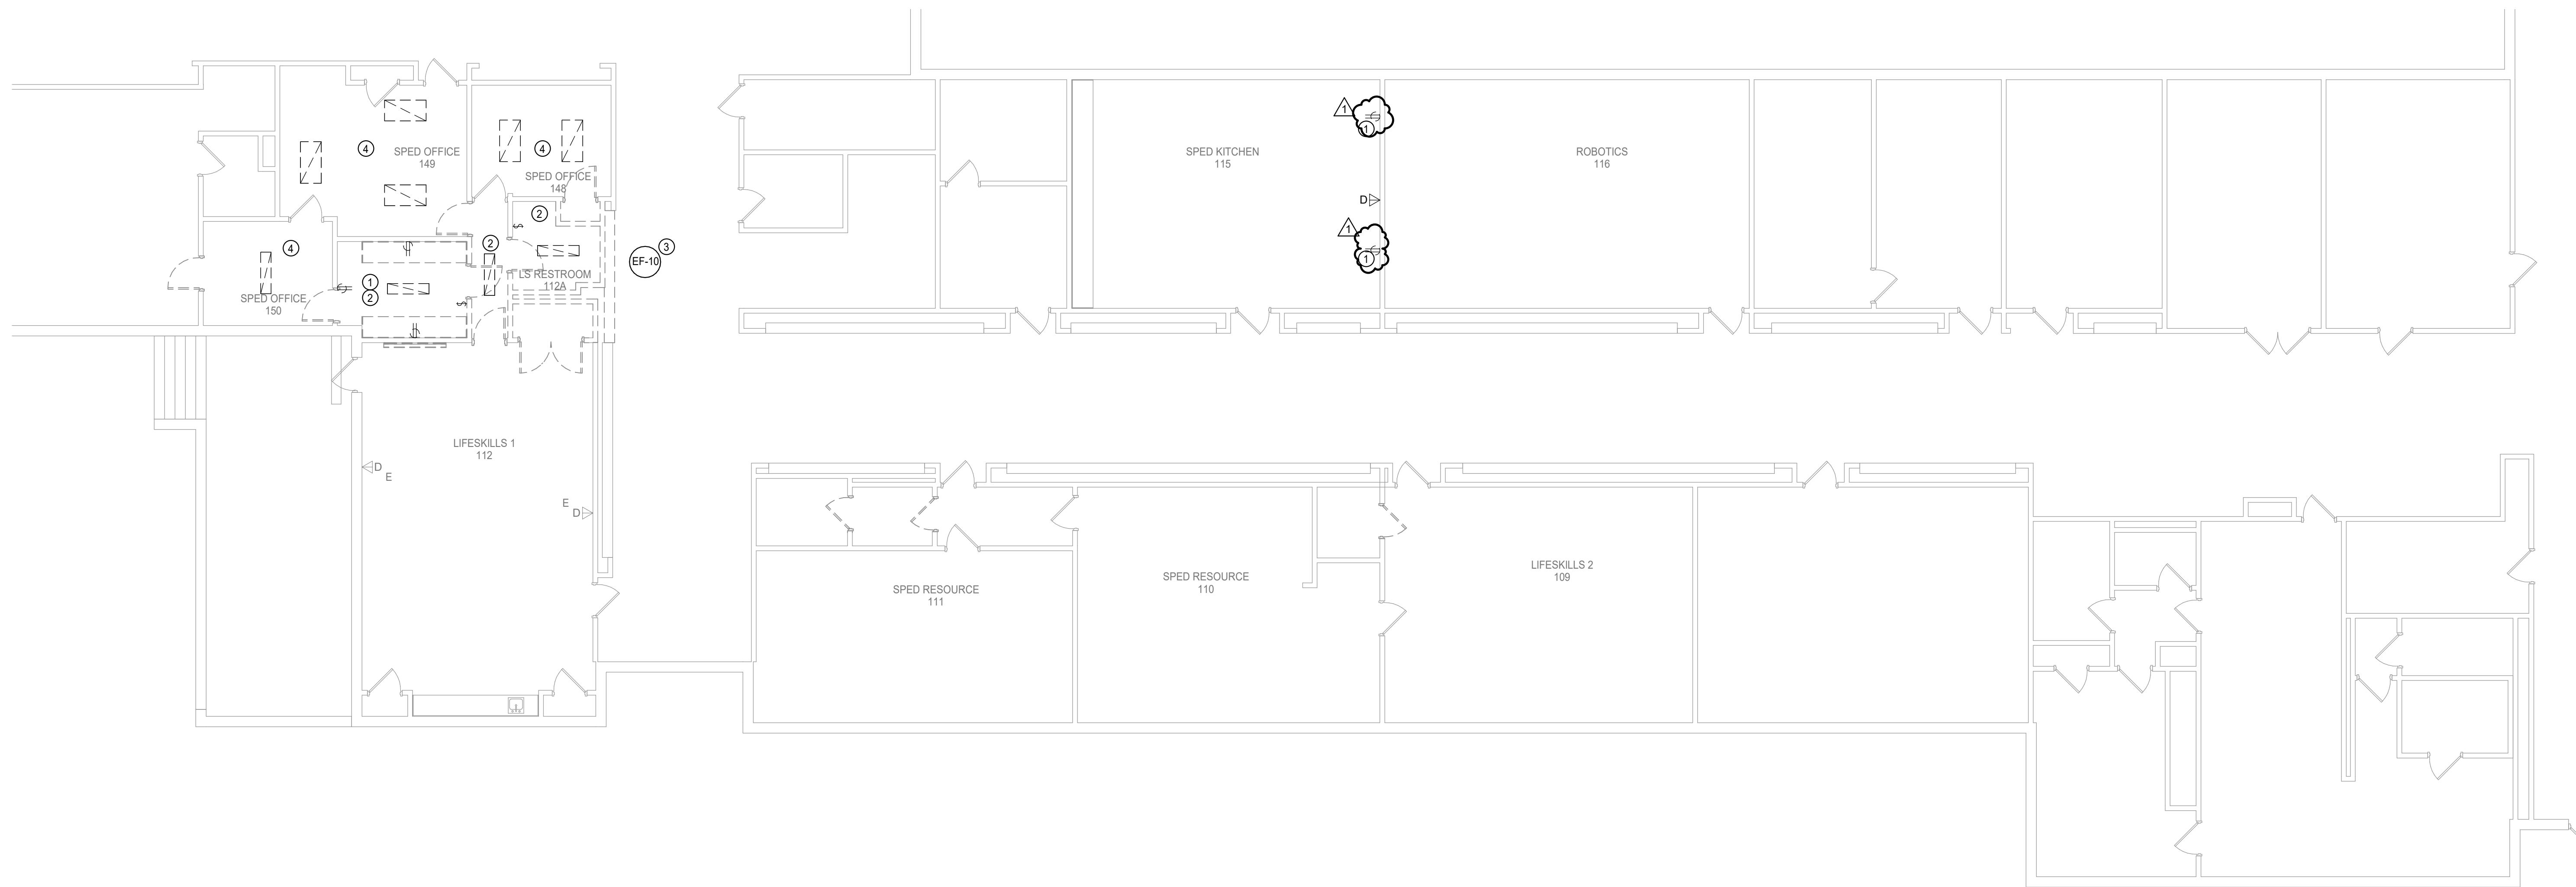 1
1
SPED KITCHEN
115
ROBOTICS
116
4
SPED OFFICE
149
4
SPED OFFICE
148
D
2
2
1
1
4
3
EF-10
LS RESTROOM
112A
1
2
SPED OFFICE
150
$
$
$
LIFESKILLS 1
112
D
E
E
D
SPED RESOURCE
111
SPED RESOURCE
110
LIFESKILLS 2
109